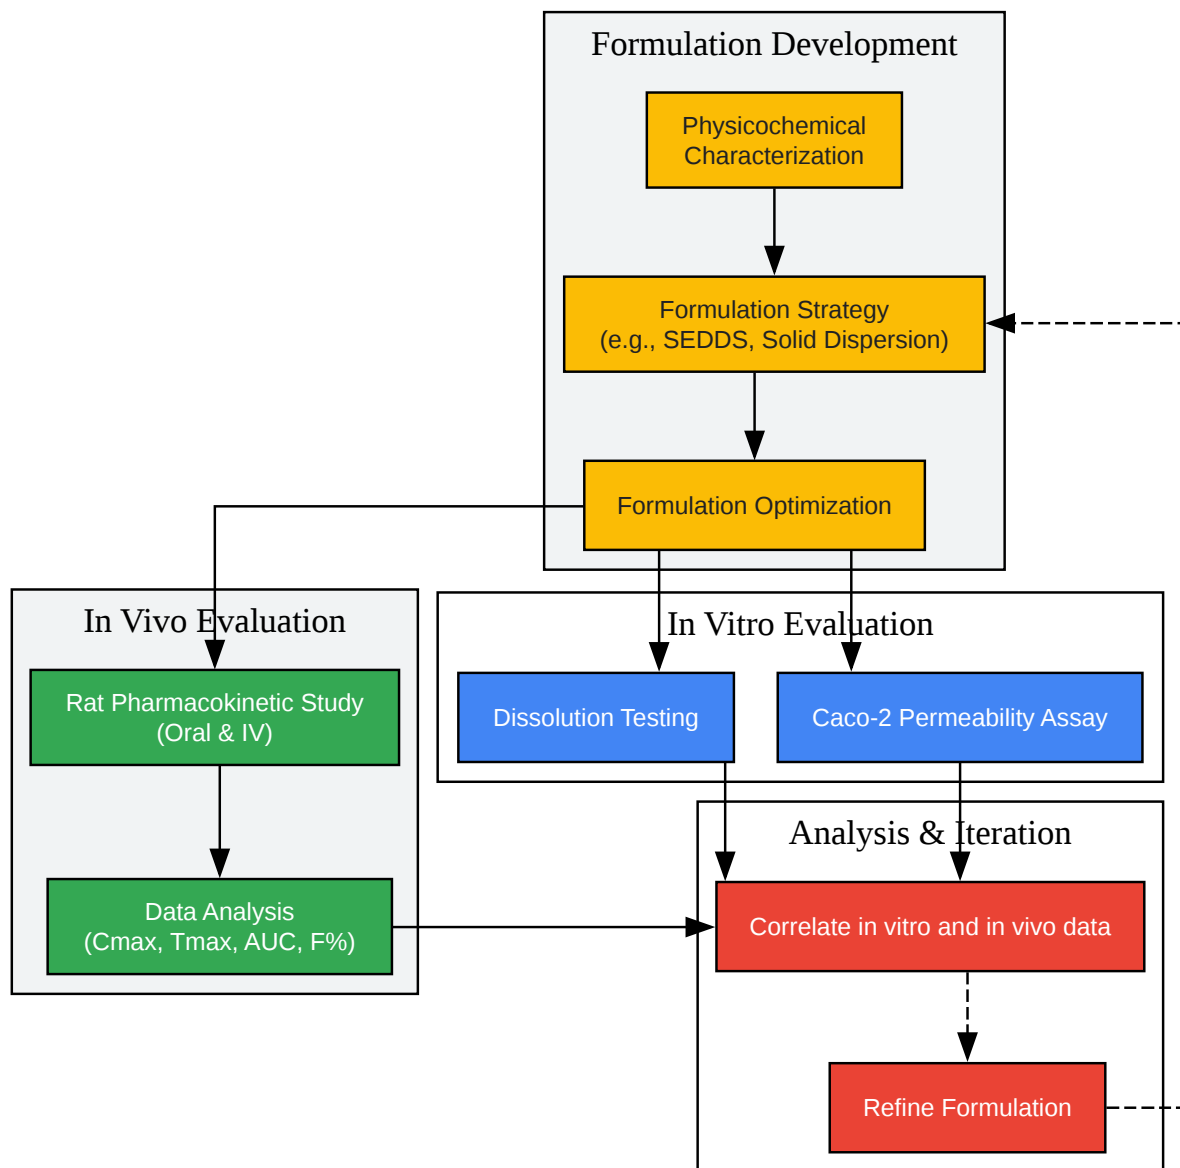 Formulation Development
Physicochemical
Characterization
Formulation Strategy
(e.g., SEDDS, Solid Dispersion)
Formulation Optimization
In Vivo Evaluation
Rat Pharmacokinetic Study
(Oral & IV)
Data Analysis
(Cmax, Tmax, AUC, F%)
In Vitro Evaluation
Dissolution Testing
Caco-2 Permeability Assay
Analysis & Iteration
Correlate in vitro and in vivo data
Refine Formulation